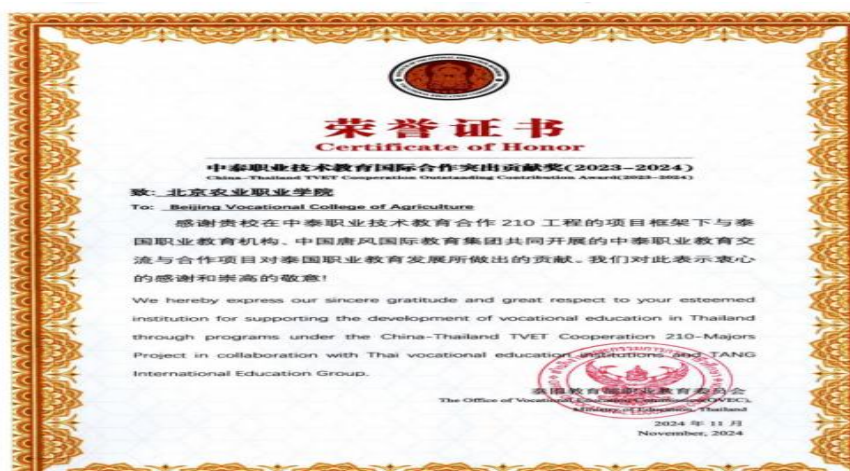 荣誉证书
Certificate of Honor
中泰职业技术教育国际合作突出贡献奖(2023-2024)
China-Thailand TVET Cooperation Outstanding Contribution Award(2023-2024)
致: 北京农业职业学院
To: Beijing Vocational College of Agriculture
感谢贵校在中泰职业技术教育合作 210 工程的项目框架下与泰
国职业教育机构、中国唐风国际教育集团共同开展的中泰职业教育交
流与合作项目对泰国职业教育发展所做出的贡献。我们对此表示衷心
的感谢和崇高的敬意!
We hereby express our sincere gratitude and great respect to your esteemed
institution for supporting the development of vocational education in Thailand
through programs under the China-Thailand TVET Cooperation 210-Majors
Project in collaboration with Thai vocational education institutions and TANG
International Education Group.
泰国教育部职业教育委员会
The Office of Vocational Education Commission(OVEC),
Ministry of Education, Thailand
2024 年 11 月
November, 2024